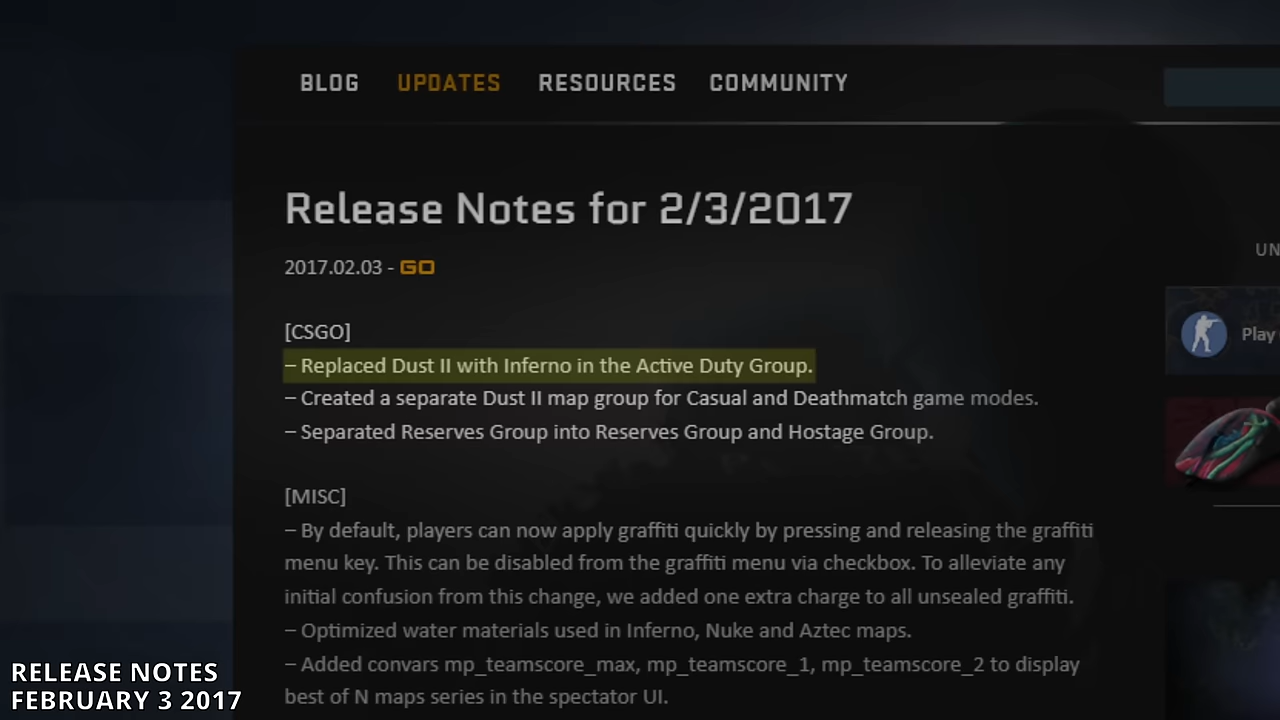 BLOG UPDATES RESOURCES COMMUNITY
Release Notes for 2/3/2017
2017.02.03 - GO
UN
[CSGO]
– Replaced Dust II with Inferno in the Active Duty Group.
Play
– Created a separate Dust II map group for Casual and Deathmatch game modes.
– Separated Reserves Group into Reserves Group and Hostage Group.
[MISC]
– By default, players can now apply graffiti quickly by pressing and releasing the graffiti
menu key. This can be disabled from the graffiti menu via checkbox. To alleviate any
initial confusion from this change, we added one extra charge to all unsealed graffiti.
– Optimized water materials used in Inferno, Nuke and Aztec maps.
– Added convars mp_teamscore_max, mp_teamscore_1, mp_teamscore_2 to display
best of N maps series in the spectator UI.
RELEASE NOTES
FEBRUARY 3 2017